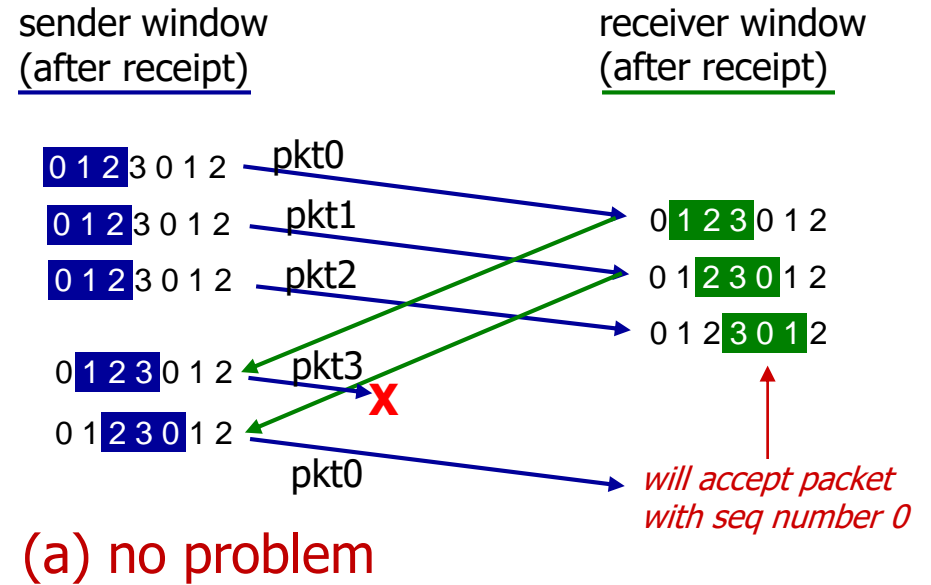 sender window
(after receipt)
receiver window
(after receipt)
0 1 2 3 0 1 2
pkt0
0 1 2 3 0 1 2
pkt1
0 1 2 3 0 1 2
0 1 2 3 0 1 2
pkt2
0 1 2 3 0 1 2
0 1 2 3 0 1 2
0 1 2 3 0 1 2
pkt3
X
0 1 2 3 0 1 2
pkt0
will accept packet
with seq number 0
(a) no problem